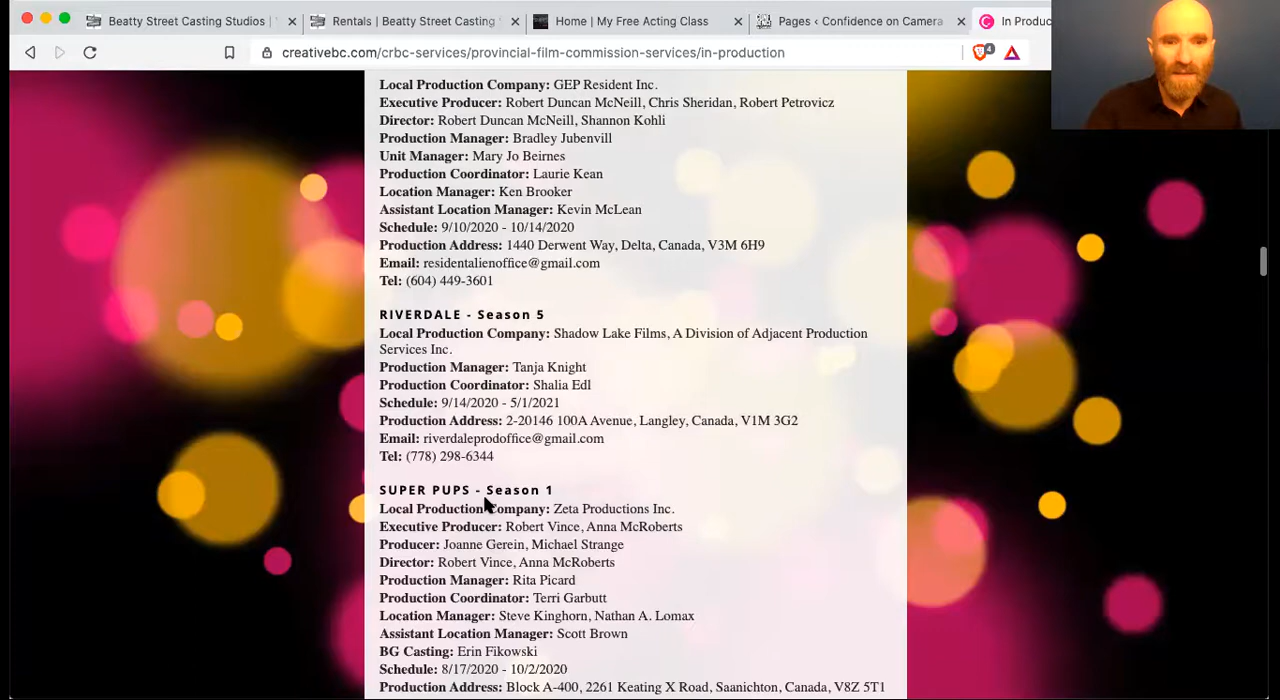 Beatty Street Casting Studios |
Rentals | Beatty Street Casting
Home | My Free Acting Class
Pages ‹ Confidence on Camera
In Produc
creativebc.com/crbc-services/provincial-film-commission-services/in-production
4
Local Production Company: GEP Resident Inc.
Executive Producer: Robert Duncan McNeill, Chris Sheridan, Robert Petrovicz
Director: Robert Duncan McNeill, Shannon Kohli
Production Manager: Bradley Jubenvill
Unit Manager: Mary Jo Beirnes
Production Coordinator: Laurie Kean
Location Manager: Ken Brooker
Assistant Location Manager: Kevin McLean
Schedule: 9/10/2020 - 10/14/2020
Production Address: 1440 Derwent Way, Delta, Canada, V3M 6H9
Email: residentalienoffice@gmail.com
Tel: (604) 449-3601
RIVERDALE - Season 5
Local Production Company: Shadow Lake Films, A Division of Adjacent Production
Services Inc.
Production Manager: Tanja Knight
Production Coordinator: Shalia Edl
Schedule: 9/14/2020 - 5/1/2021
Production Address: 2-20146 100A Avenue, Langley, Canada, V1M 3G2
Email: riverdaleprodoffice@gmail.com
Tel: (778) 298-6344
SUPER PUPS - Season 1
Local Production Company: Zeta Productions Inc.
Executive Producer: Robert Vince, Anna McRoberts
Producer: Joanne Gerein, Michael Strange
Director: Robert Vince, Anna McRoberts
Production Manager: Rita Picard
Production Coordinator: Terri Garbutt
Location Manager: Steve Kinghorn, Nathan A. Lomax
Assistant Location Manager: Scott Brown
BG Casting: Erin Fikowski
Schedule: 8/17/2020 - 10/2/2020
Production Address: Block A-400, 2261 Keating X Road, Saanichton, Canada, V8Z 5T1